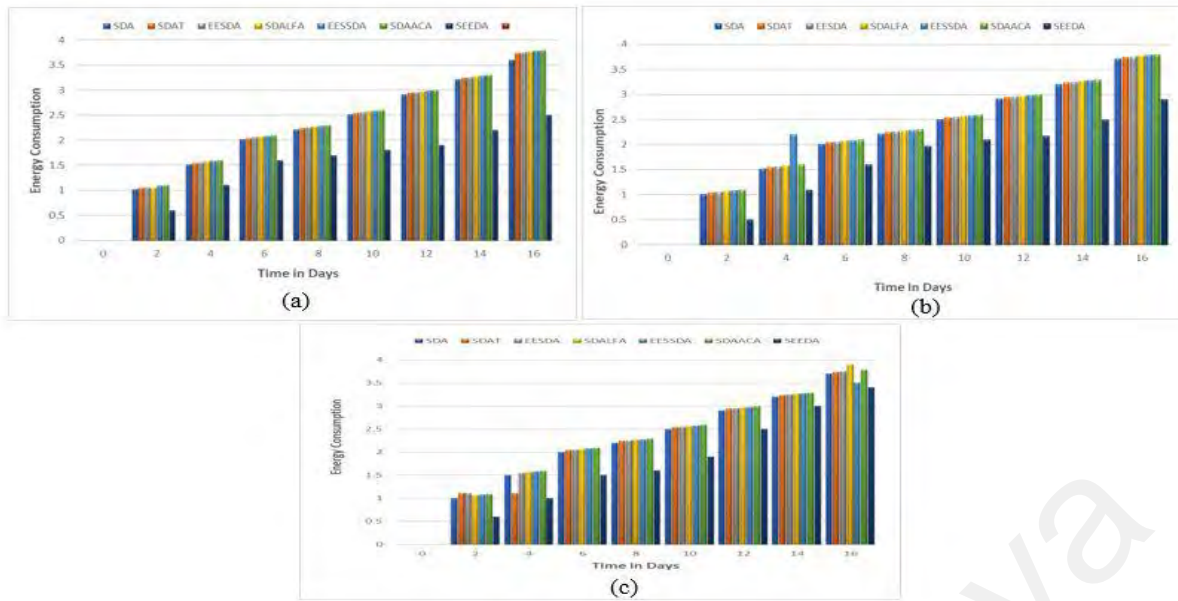 SDA SDAT EESDA SDALFA EESSDA SDAACA SEEDA
4
3.5
3
2.5
2
1.5
1
0.5
0
Energy Consumption
0 2 4 6 8 10 12 14 16
Time in Days
(a)
SDA SDAT EESDA SDALFA EESSDA SDAACA SEEDA
4
3.5
3
2.5
2
1.5
1
0.5
0
Energy Consumption
0 2 4 6 8 10 12 14 16
Time In Days
(b)
SDA SDAT EESDA SDALFA EESSDA SDAACA SEEDA
4
3.5
3
2.5
2
1.5
1
0.5
0
Energy Consumption
0 2 4 6 8 10 12 14 16
Time in Days
(c)